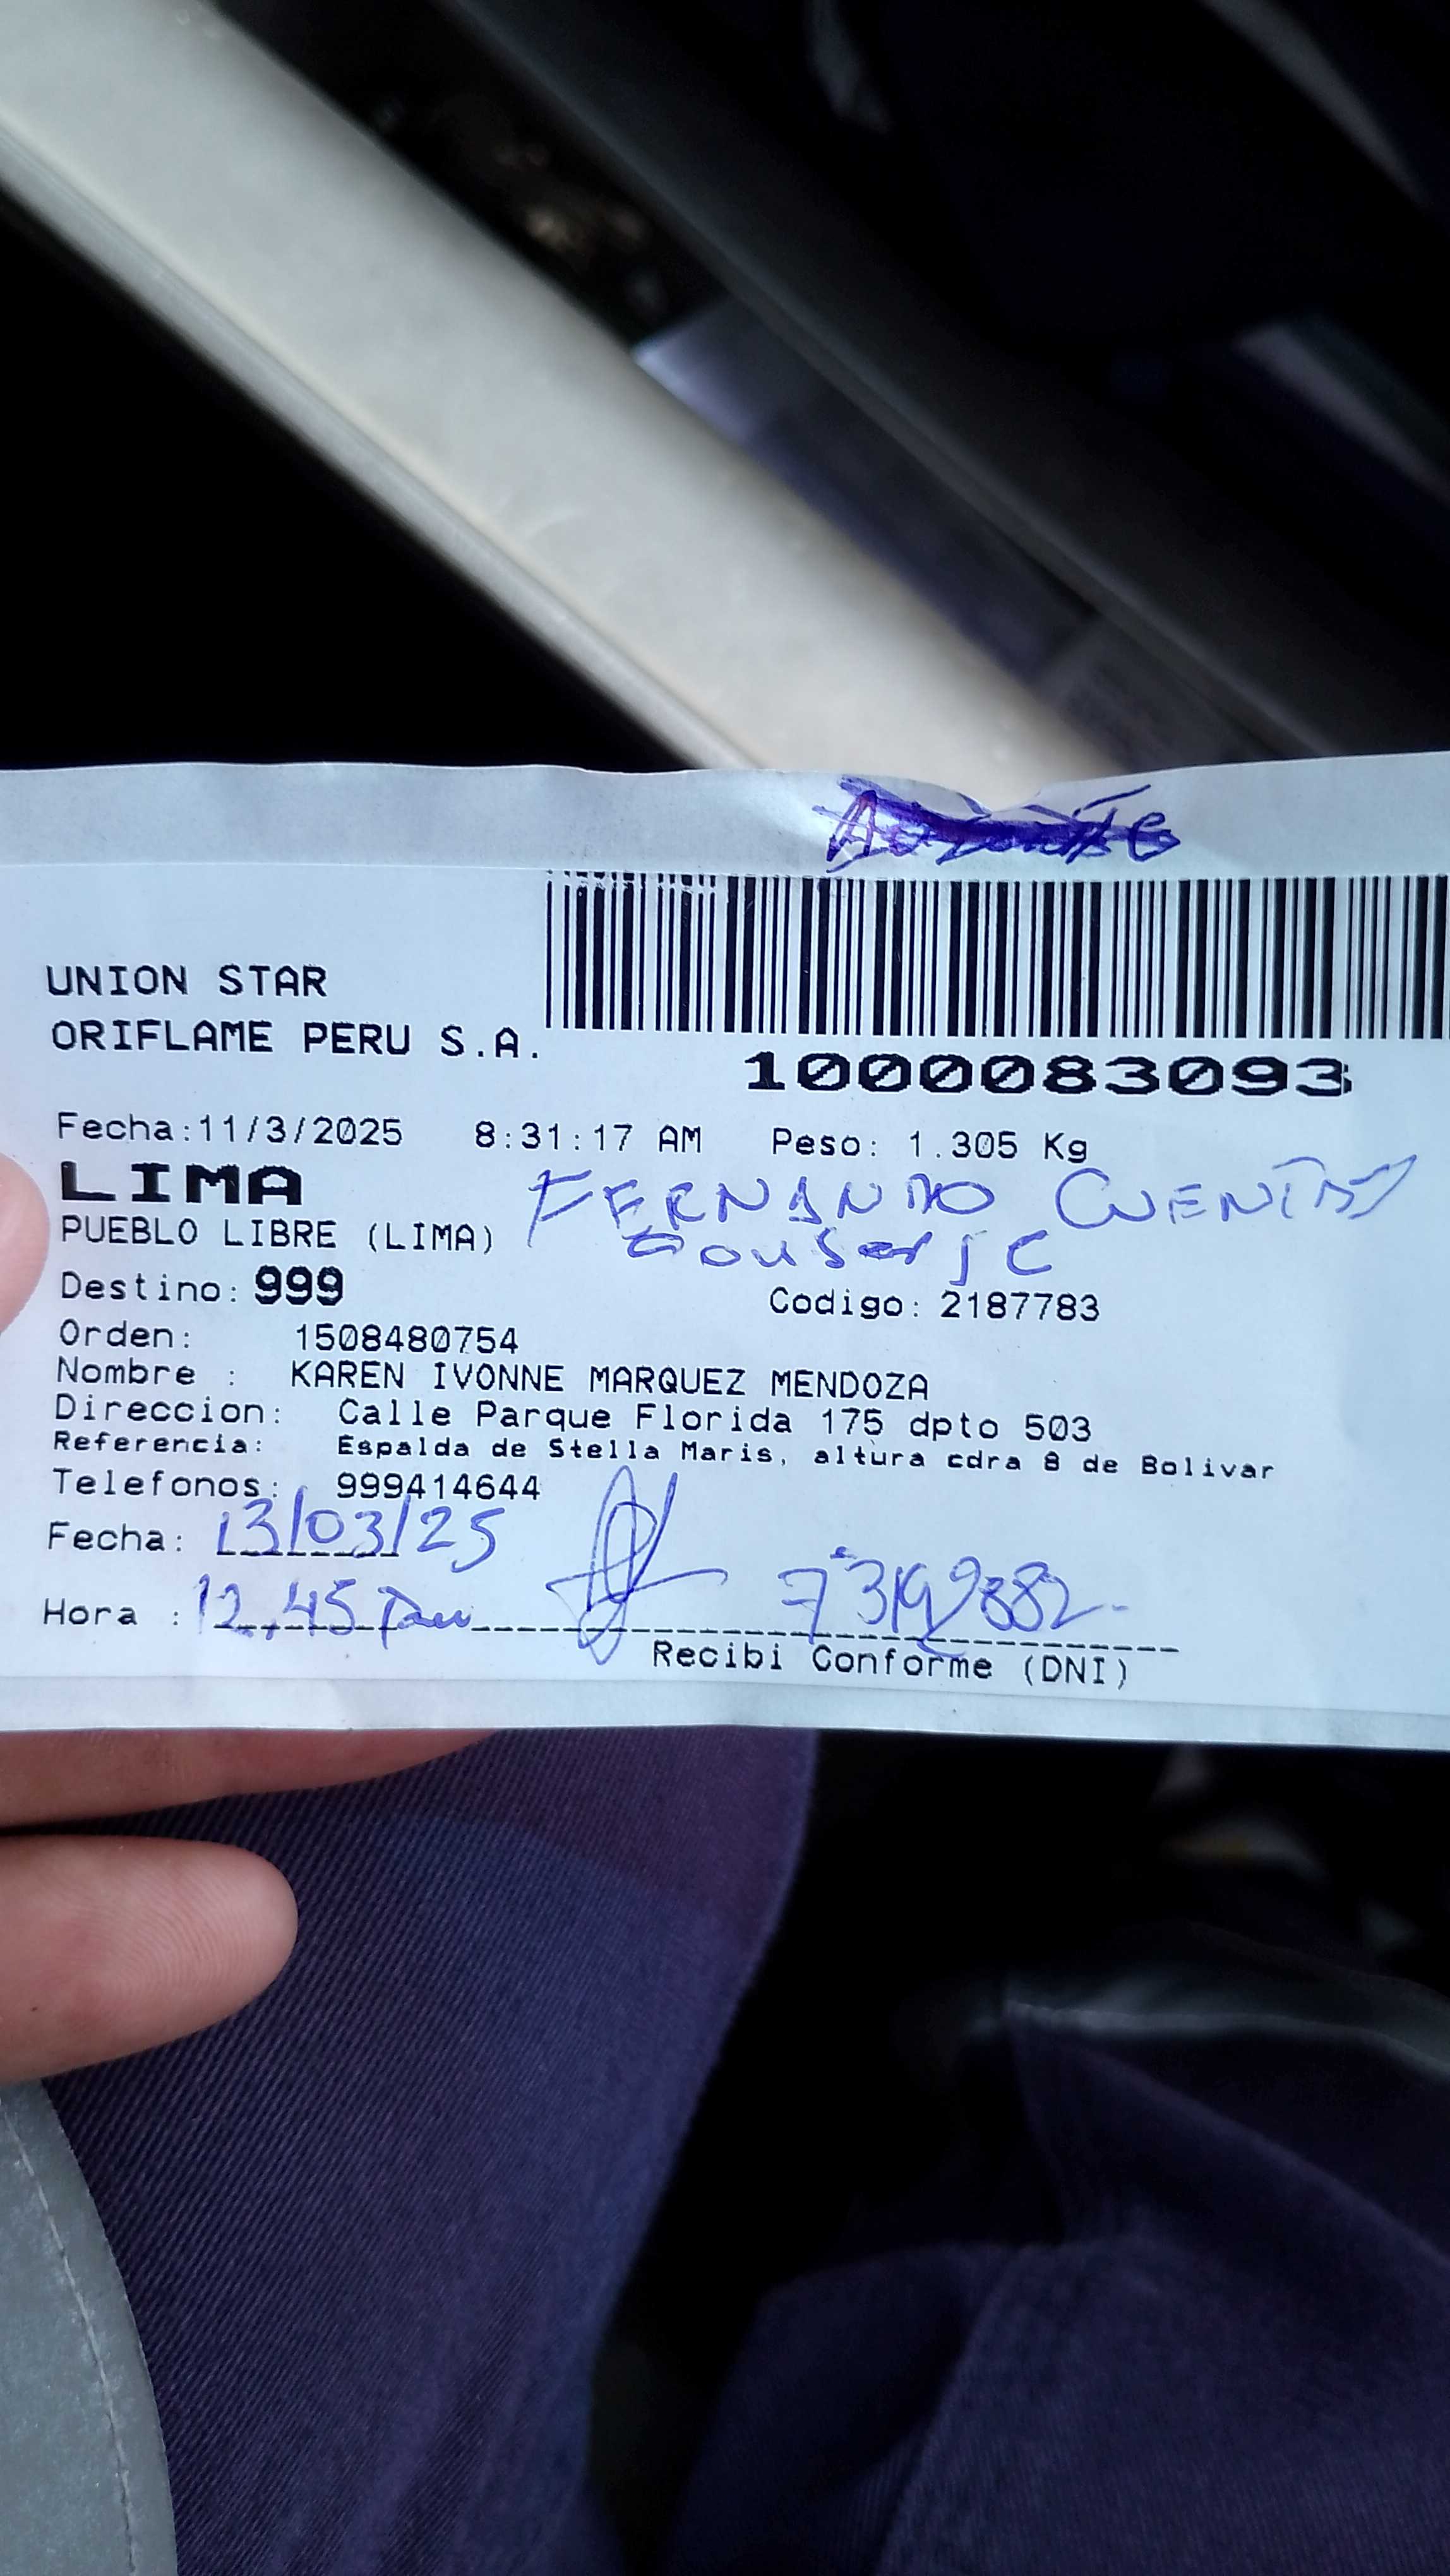 UNION STAR
ORIFLAME PERU S.A.
1000083093
Fecha:11/3/2025 8:31:17 AM Peso: 1.305 Kg
LIMA
FERNANDO CUENTAS
PUEBLO LIBRE (LIMA)
Destino: 999
Codigo: 2187783
Orden: 1508480754
Nombre : KAREN IVONNE MARQUEZ MENDOZA
Direccion: Calle Parque Florida 175 dpto 503
Referencia: Espalda de Stella Maris, altura cdra 8 de Bolivar
Telefonos: 999414644
Fecha: 13/03/25
Hora : 12.45 Pm
Recibi Conforme (DNI)